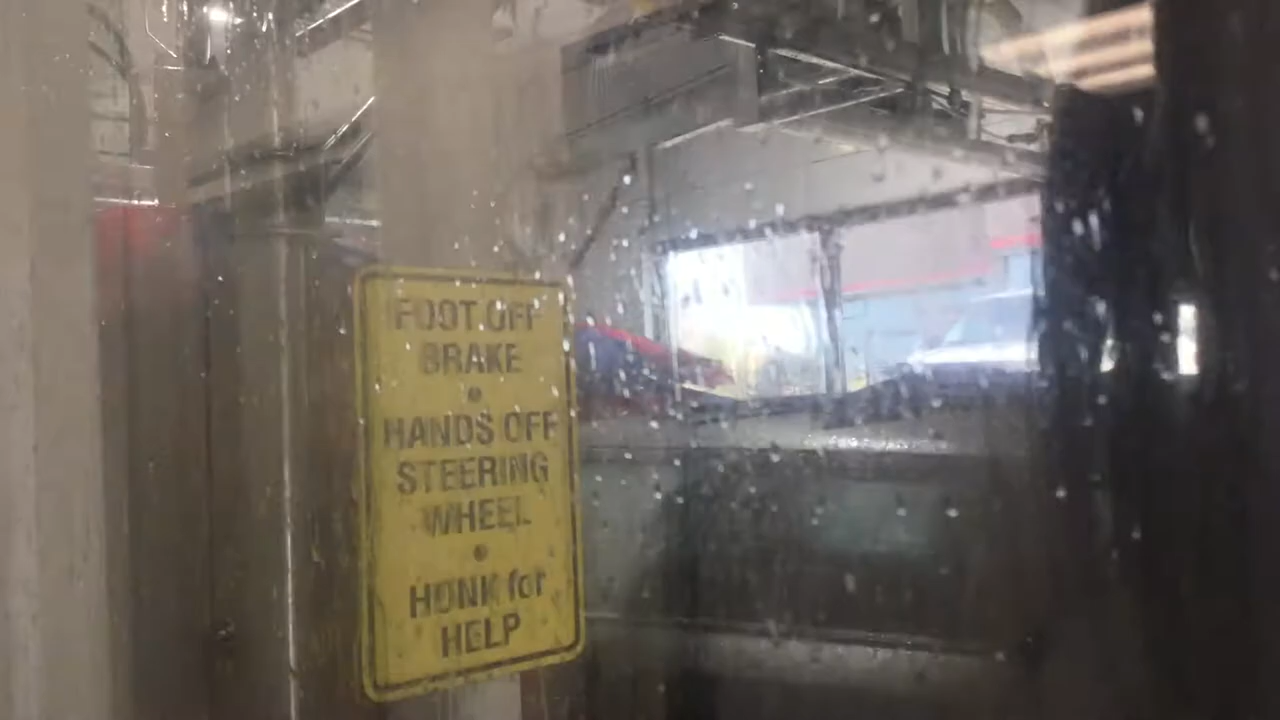 FOOT OFF
BRAKE
•
HANDS OFF
STEERING
WHEEL
•
HONK for
HELP